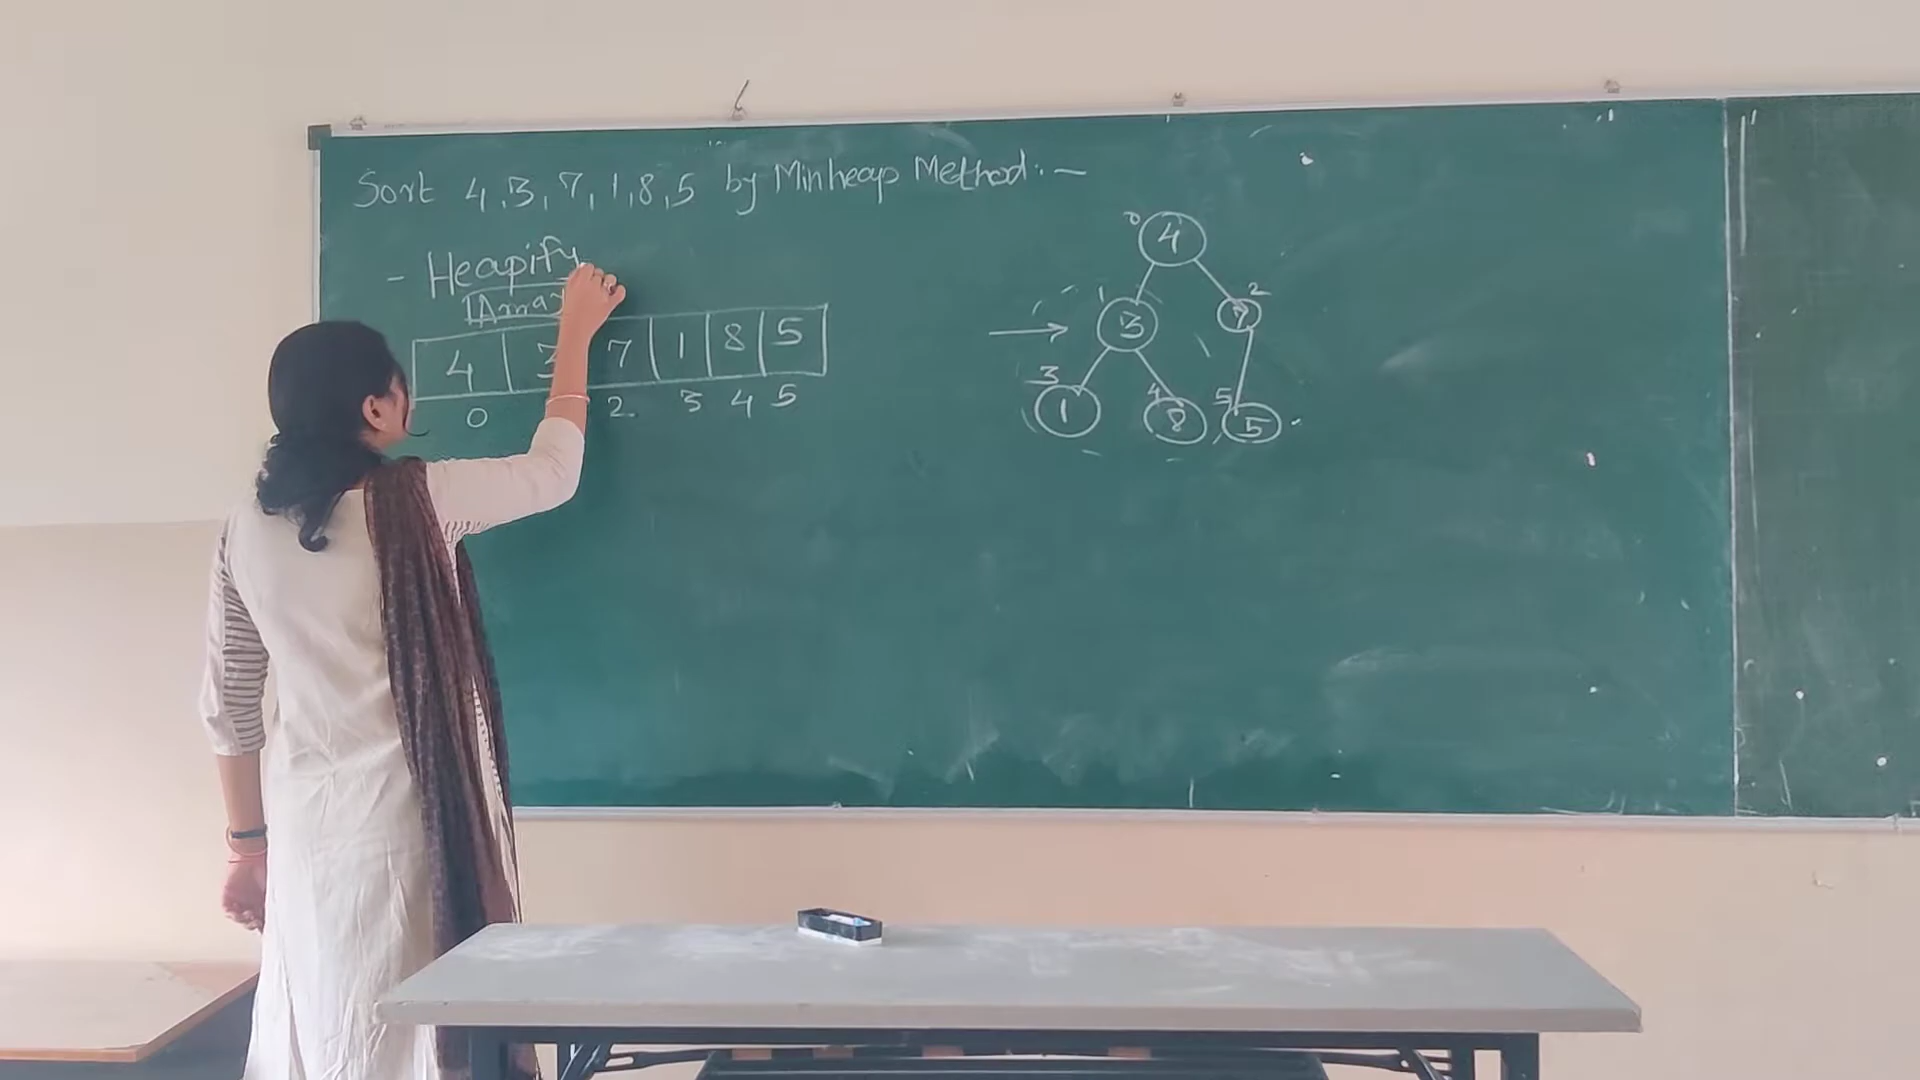 Sort 4,3,7,1,8,5 by Minheap Method:-
- Heapify
Array
4 3 7 1 8 5
0 2 3 4 5
0 4
1 3 2 7
3 1 4 8 5 5